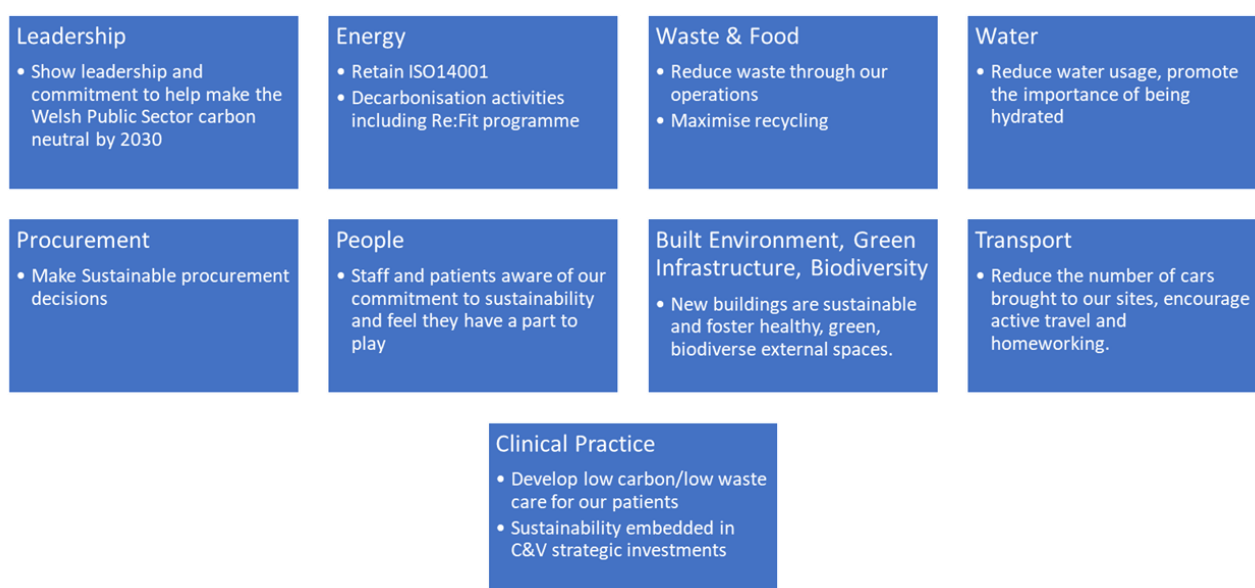 Leadership
• Show leadership and
commitment to help make the
Welsh Public Sector carbon
neutral by 2030
Energy
• Retain ISO14001
• Decarbonisation activities
including Re:Fit programme
Waste & Food
• Reduce waste through our
operations
• Maximise recycling
Water
• Reduce water usage, promote
the importance of being
hydrated
Procurement
• Make Sustainable procurement
decisions
People
• Staff and patients aware of our
commitment to sustainability
and feel they have a part to
play
Built Environment, Green
Infrastructure, Biodiversity
• New buildings are sustainable
and foster healthy, green,
biodiverse external spaces.
Transport
• Reduce the number of cars
brought to our sites, encourage
active travel and
homeworking.
Clinical Practice
• Develop low carbon/low waste
care for our patients
• Sustainability embedded in
C&V strategic investments